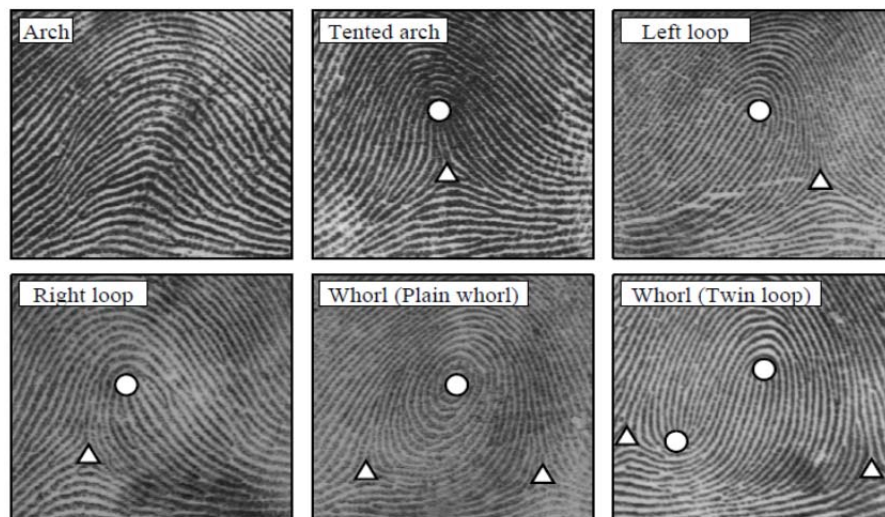 Arch
Tented arch
Left loop
Right loop
Whorl (Plain whorl)
Whorl (Twin loop)